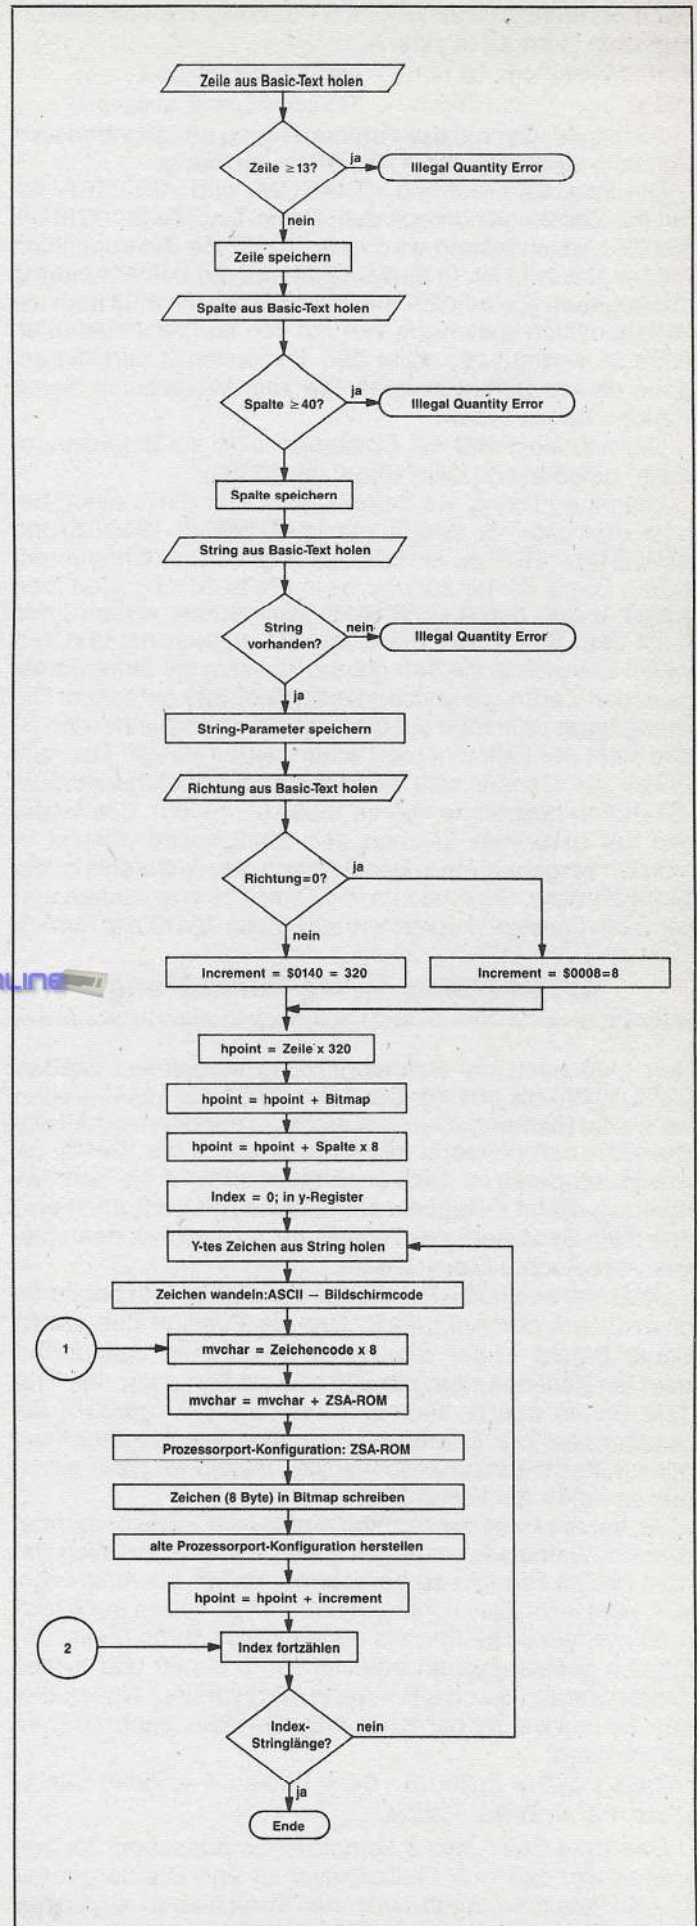 Zeile aus Basic-Text holen
Zeile ≥13?
ja
Illegal Quantity Error
nein
Zeile speichern
Spalte aus Basic-Text holen
Spalte ≥40?
ja
Illegal Quantity Error
Spalte speichern
String aus Basic-Text holen
String
vorhanden?
nein
Illegal Quantity Error
ja
String-Parameter speichern
Richtung aus Basic-Text holen
Richtung=0?
ja
nein
Increment = $0140 = 320
Increment = $0008=8
hpoint = Zeile x 320
hpoint = hpoint + Bitmap
hpoint = hpoint + Spalte x 8
Index = 0; in y-Register
Y-tes Zeichen aus String holen
Zeichen wandeln:ASCII — Bildschirmcode
1
mvchar = Zeichencode x 8
mvchar = mvchar + ZSA-ROM
Prozessorport-Konfiguration: ZSA-ROM
Zeichen (8 Byte) in Bitmap schreiben
alte Prozessorport-Konfiguration herstellen
hpoint = hpoint + increment
2
Index fortzählen
Index-
Stringlänge?
nein
ja
Ende